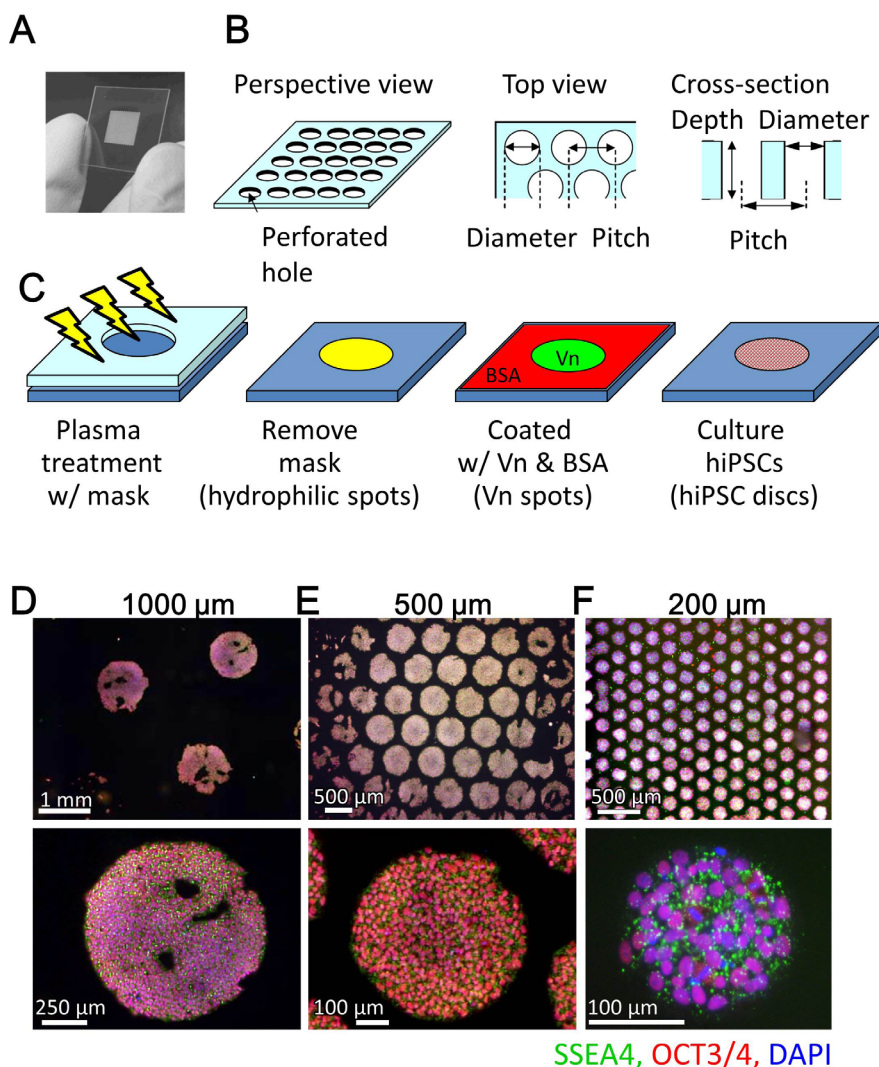 A
B
Perspective view
Top view
Cross-section
Depth
Diameter
Perforated
hole
Diameter
Pitch
Pitch
C
BSA
Vn
Plasma
treatment
w/ mask
Remove
mask
(hydrophilic spots)
Coated
w/ Vn & BSA
(Vn spots)
Culture
hiPSCs
(hiPSC discs)
D
1000 µm
E
500 µm
F
200 µm
1 mm
500 µm
500 µm
250 µm
100 µm
100 µm
SSEA4, OCT3/4, DAPI